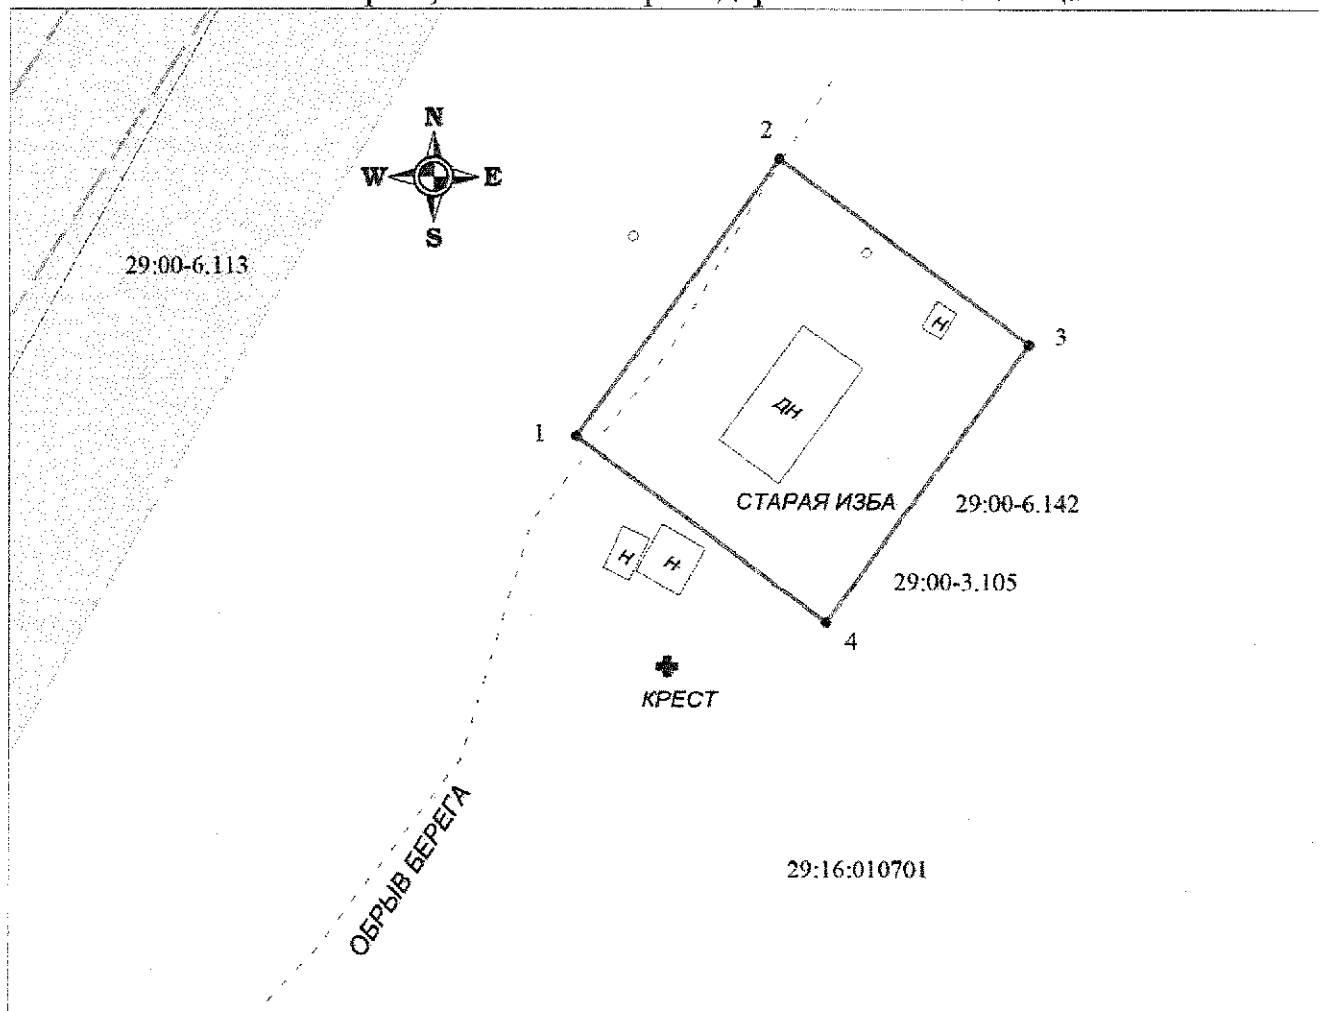 N
W E
S
2
29:00-6.113
Н
3
ДН
1
СТАРАЯ ИЗБА
29:00-6.142
Н
Н
29:00-3.105
4
КРЕСТ
ОБРЫВ БЕРЕГА
29:16:010701